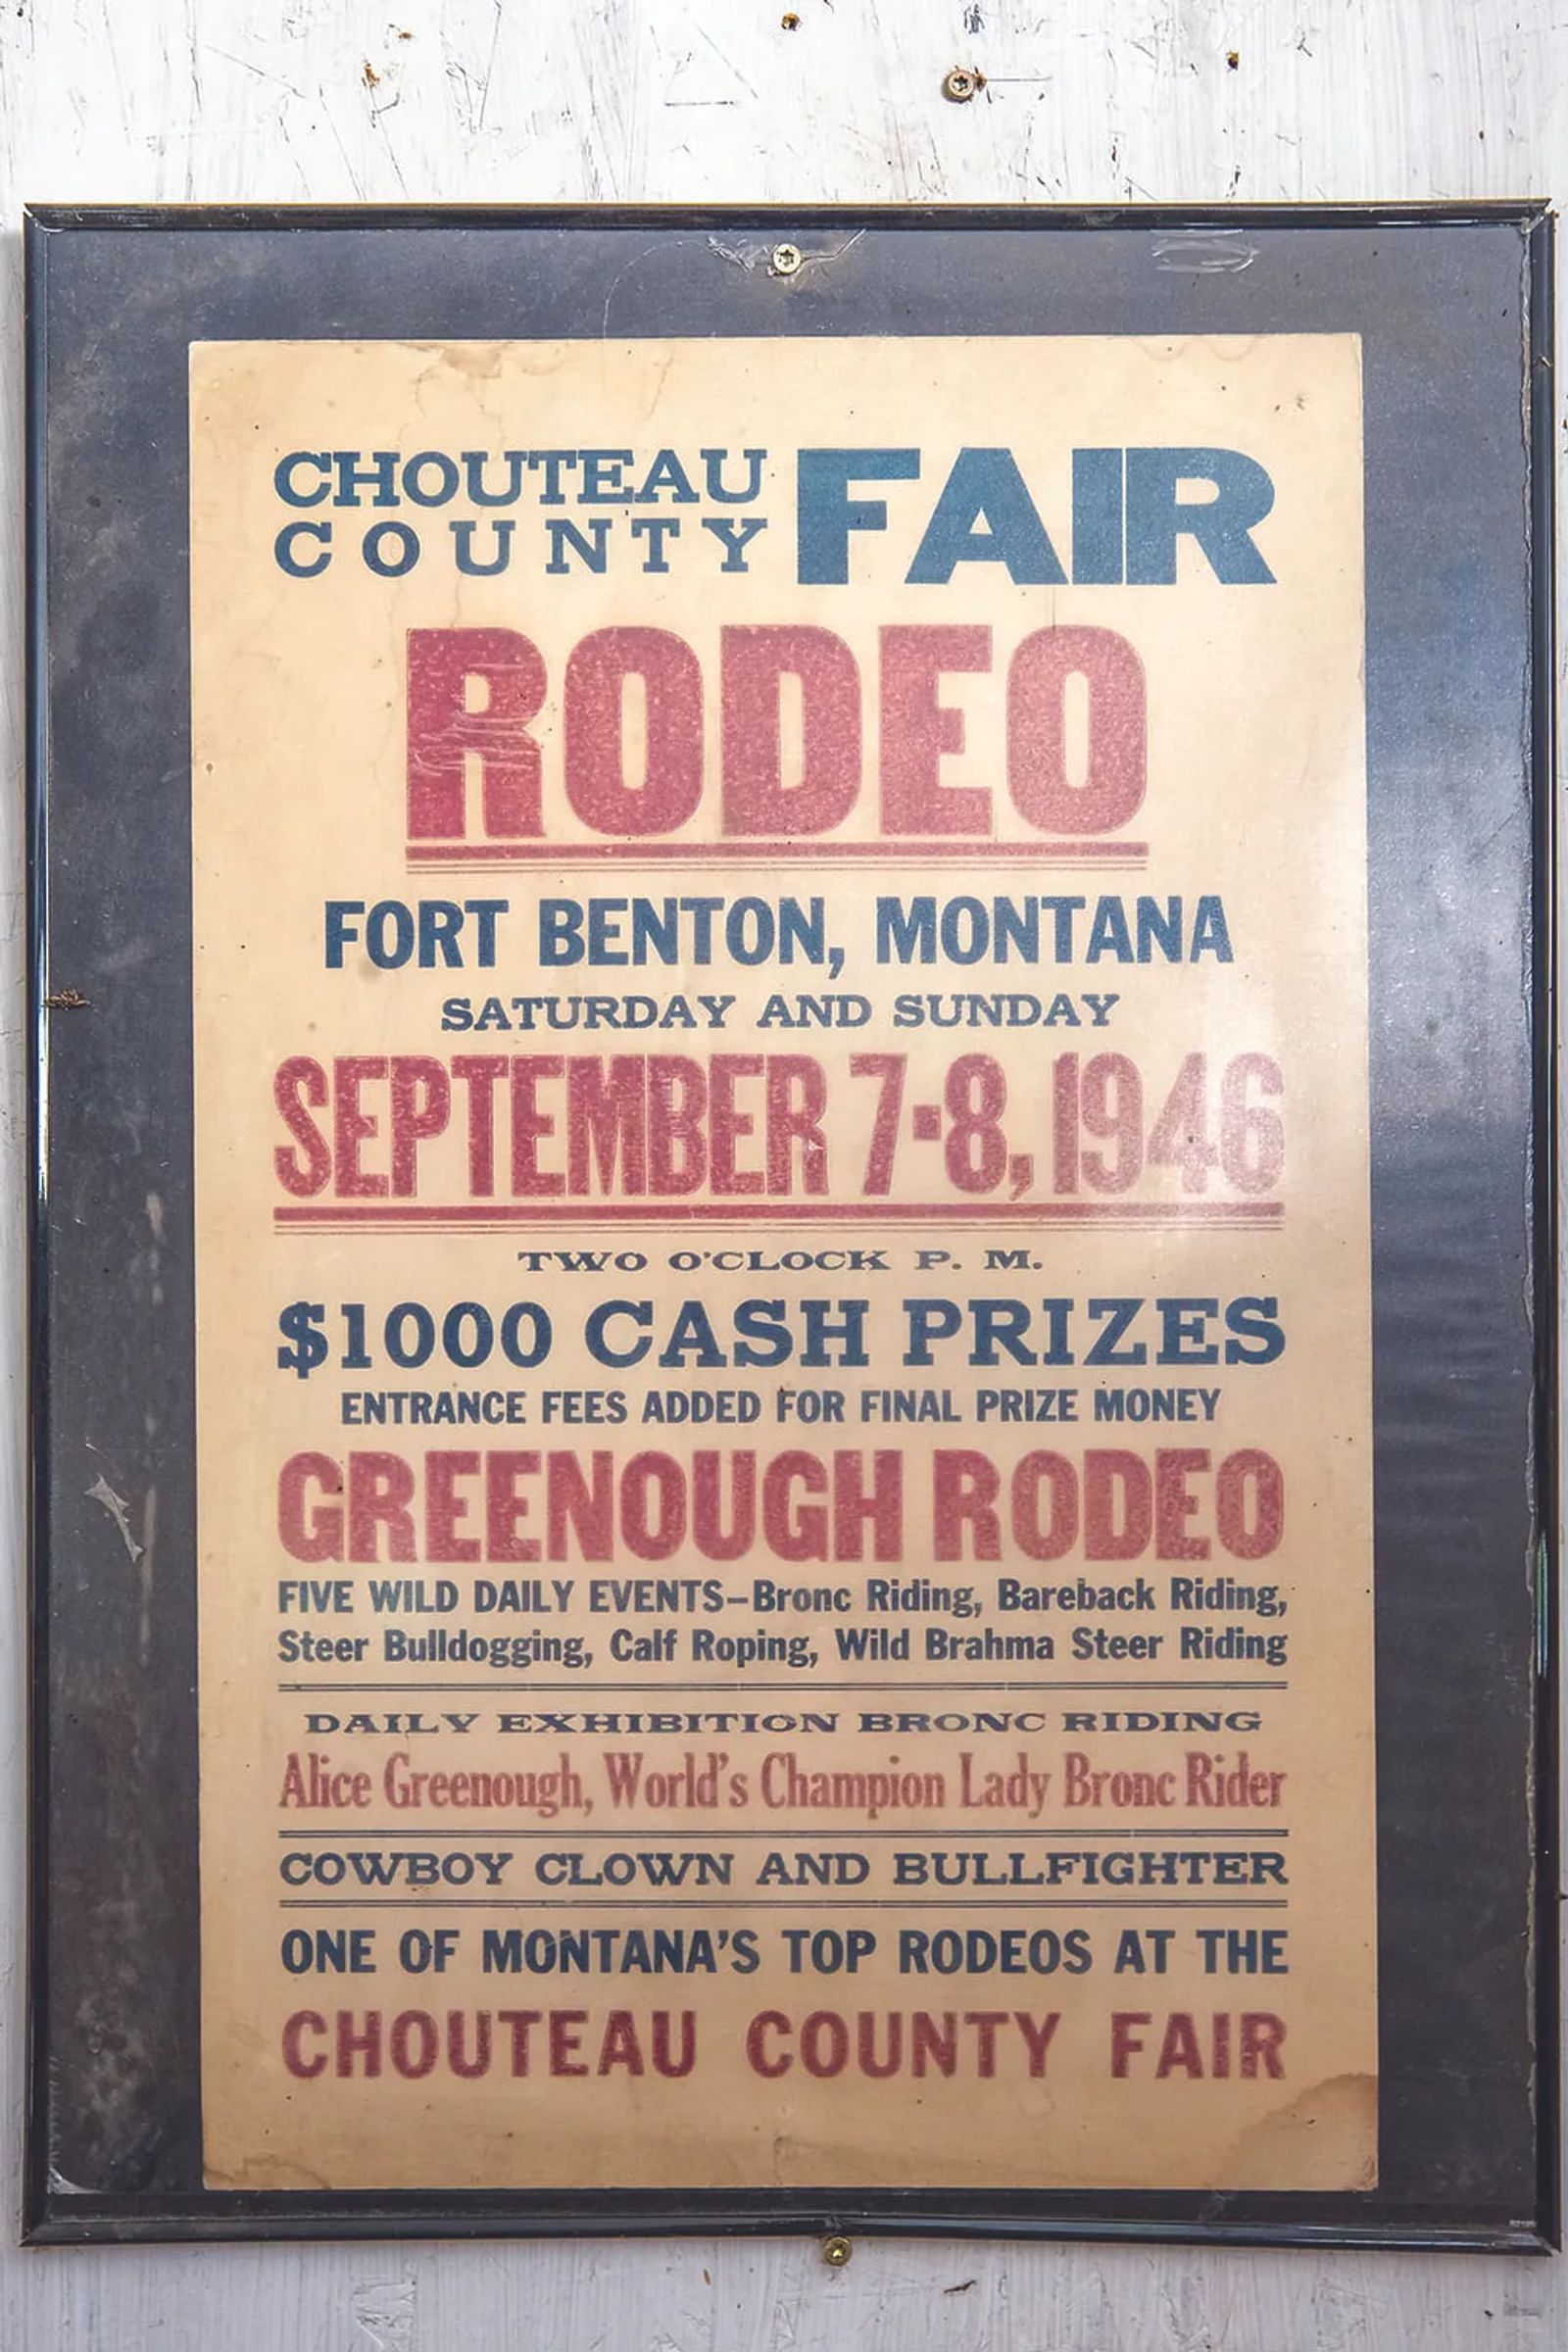 CHOUTEAU
COUNTY
FAIR
RODEO
FORT BENTON, MONTANA
SATURDAY AND SUNDAY
SEPTEMBER 7-8, 1946
TWO O'CLOCK P. M.
$1000 CASH PRIZES
ENTRANCE FEES ADDED FOR FINAL PRIZE MONEY
GREENOUGH RODEO
FIVE WILD DAILY EVENTS—Bronc Riding, Bareback Riding,
Steer Bulldogging, Calf Roping, Wild Brahma Steer Riding
DAILY EXHIBITION BRONC RIDING
Alice Greenough, World's Champion Lady Bronc Rider
COWBOY CLOWN AND BULLFIGHTER
ONE OF MONTANA'S TOP RODEOS AT THE
CHOUTEAU COUNTY FAIR